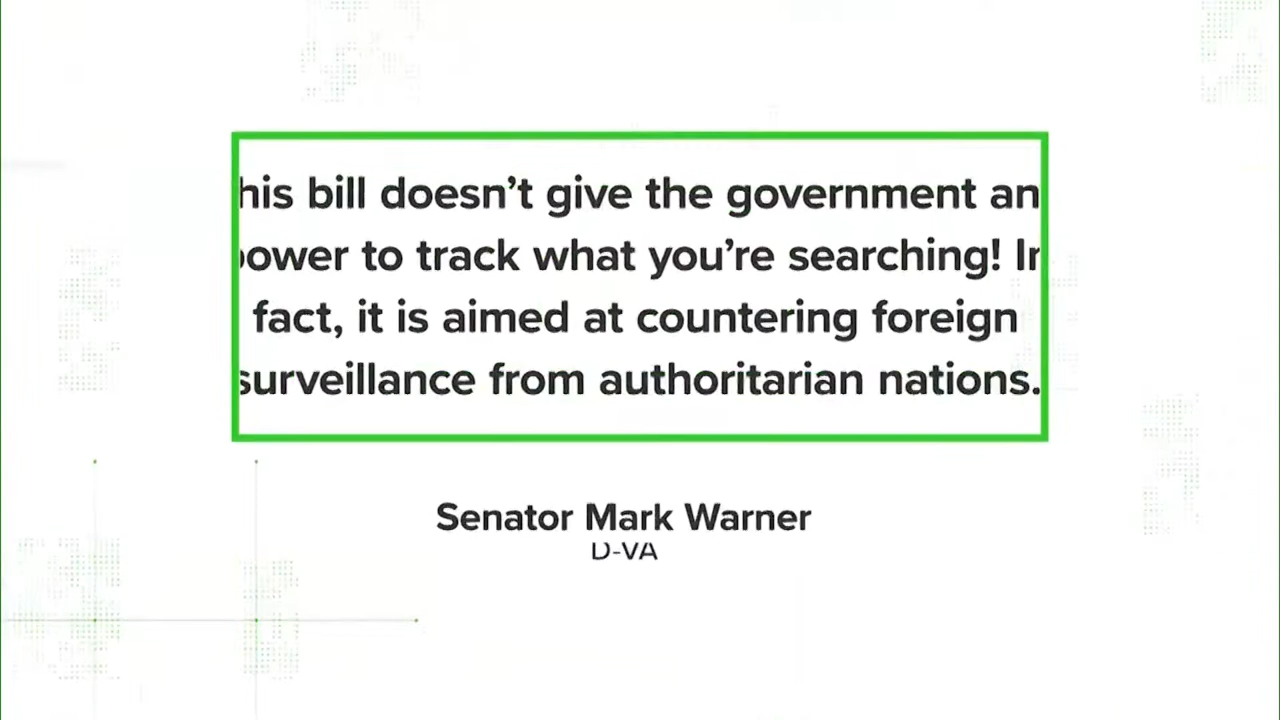 his bill doesn't give the government an
power to track what you're searching! In
fact, it is aimed at countering foreign
surveillance from authoritarian nations.
Senator Mark Warner
D-VA